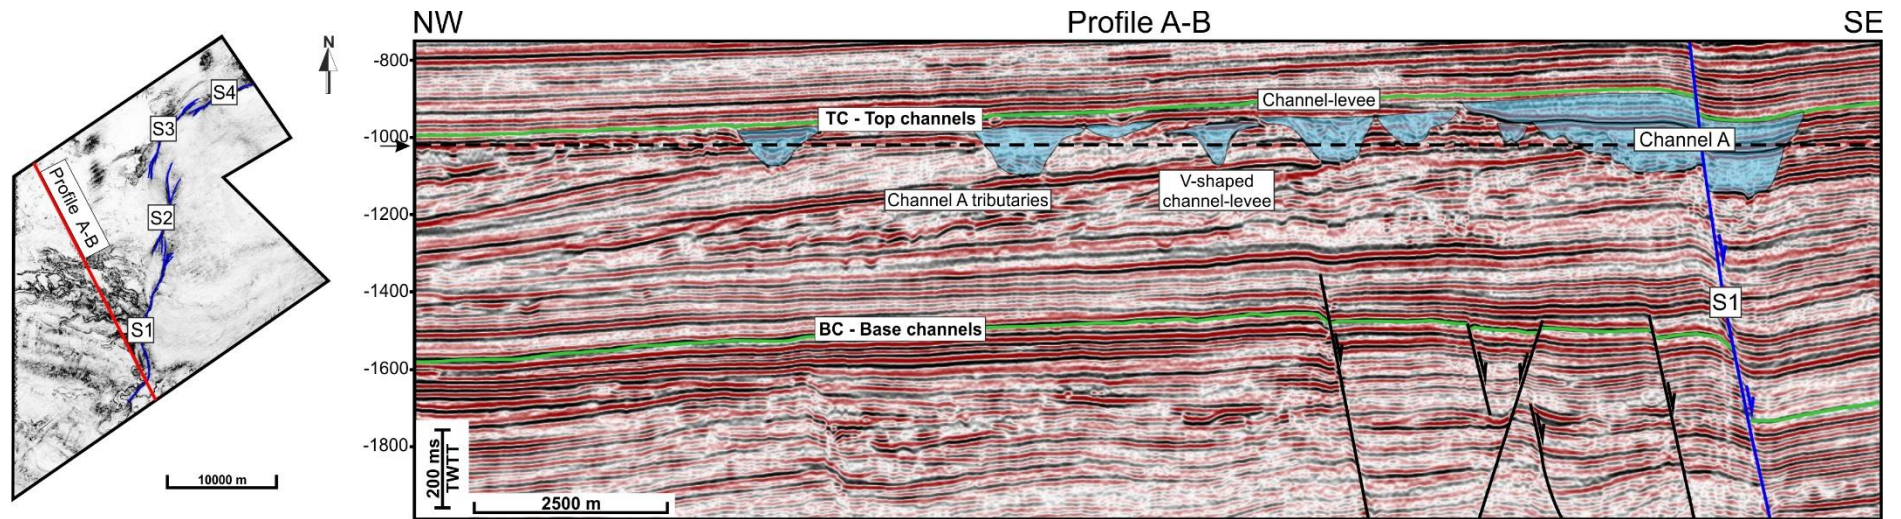 N
S4
S3
Profile A-B
S2
S1
10000 m
NW
Profile A-B
SE
-800
-1000
-1200
-1400
-1600
-1800
TC - Top channels
Channel-levee
Channel A
Channel A tributaries
V-shaped
channel-levee
S1
BC - Base channels
200 ms
TWTT
2500 m